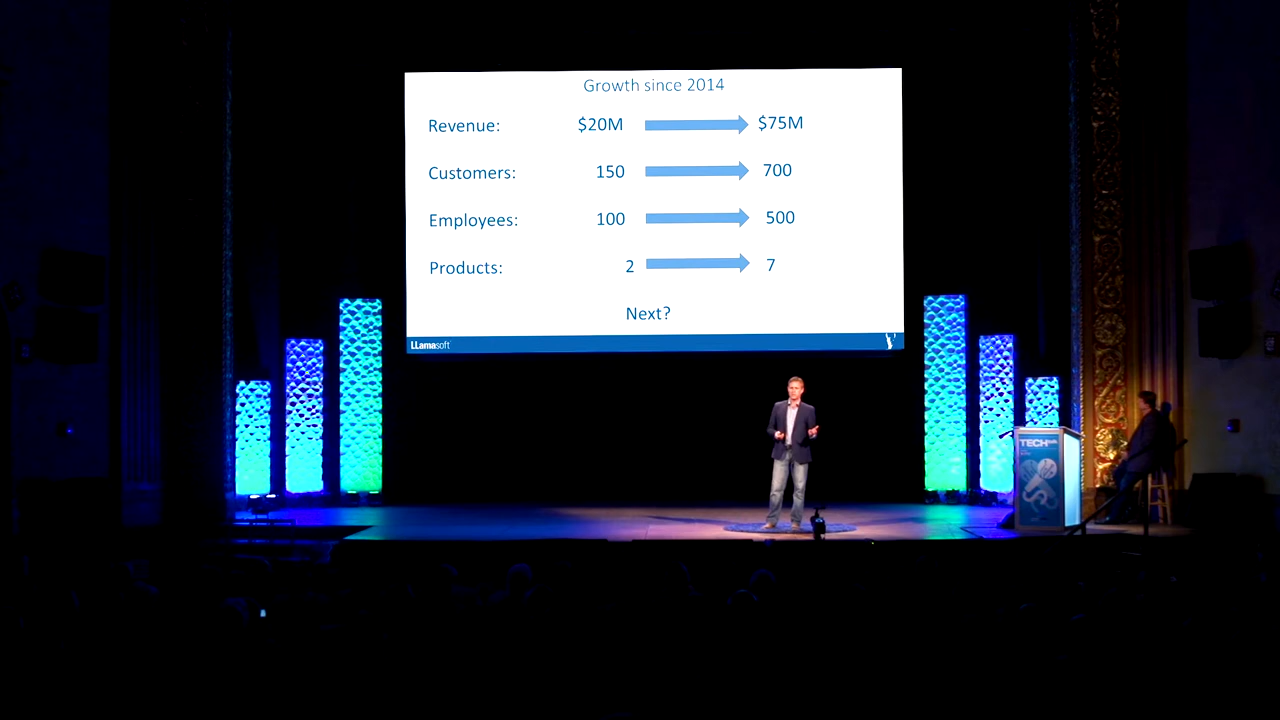 Growth since 2014
Revenue: $20M $75M
Customers: 150 700
Employees: 100 500
Products: 2 7
Next?
LLamasoft
TECH